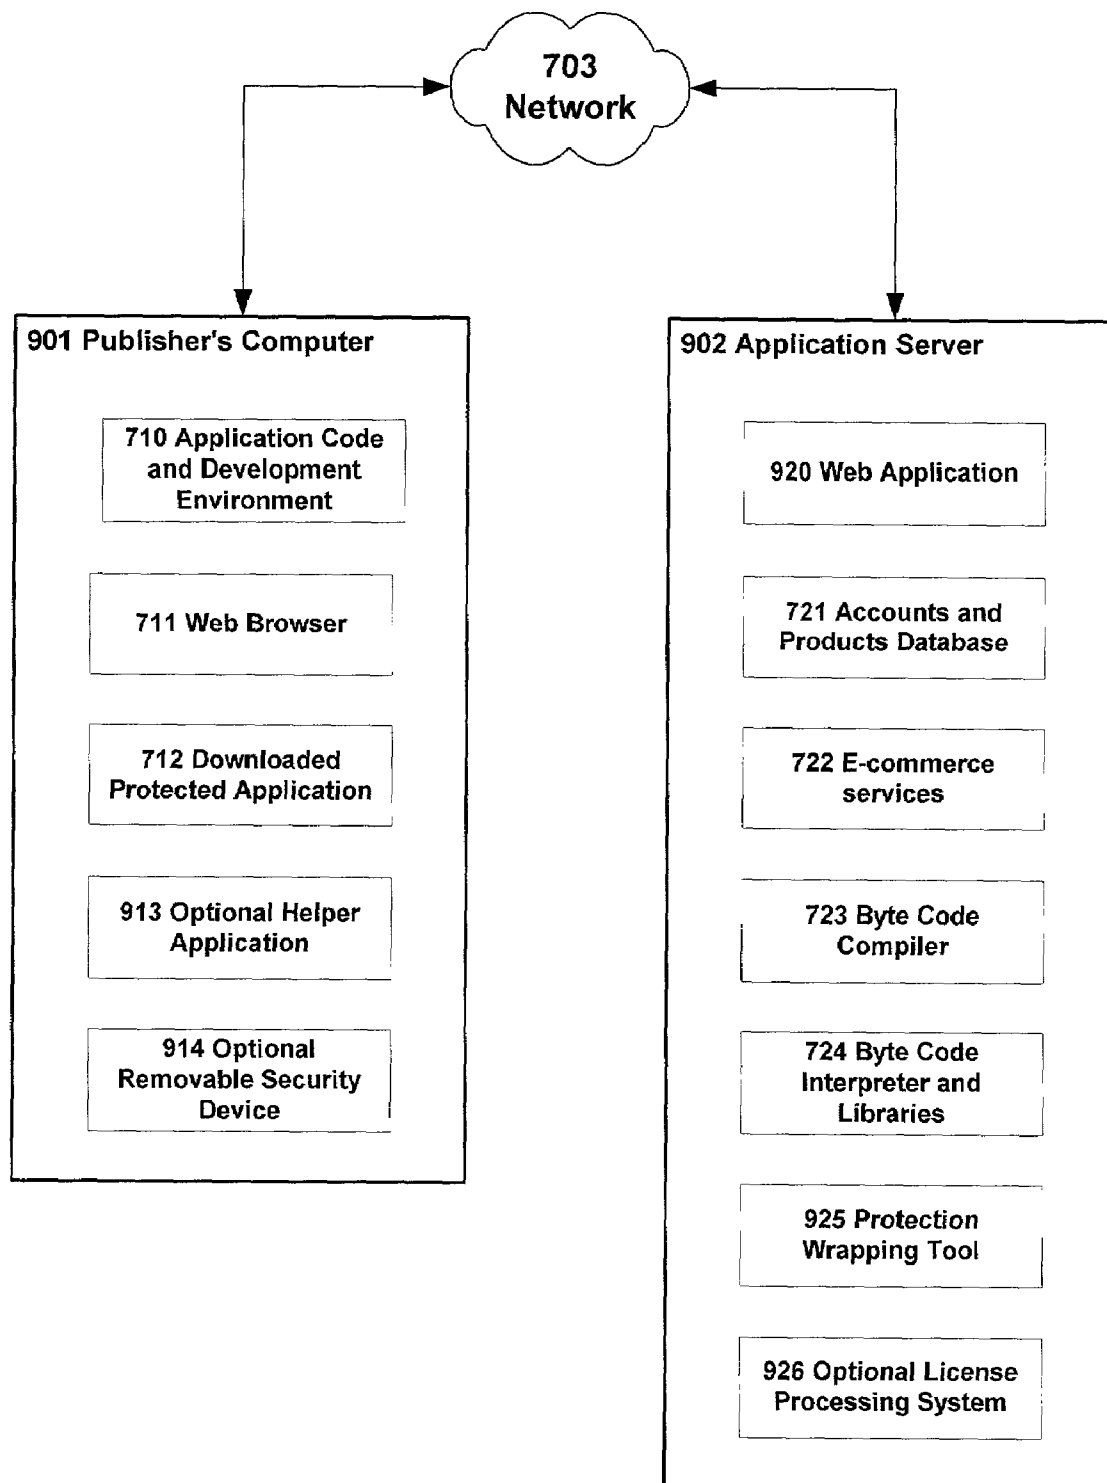 703
Network
901 Publisher's Computer
710 Application Code
and Development
Environment
711 Web Browser
712 Downloaded
Protected Application
913 Optional Helper
Application
914 Optional
Removable Security
Device
902 Application Server
920 Web Application
721 Accounts and
Products Database
722 E-commerce
services
723 Byte Code
Compiler
724 Byte Code
Interpreter and
Libraries
925 Protection
Wrapping Tool
926 Optional License
Processing System